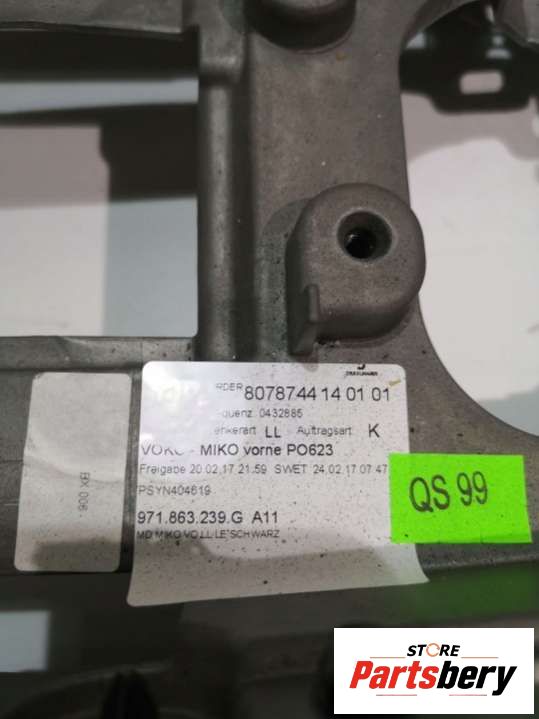 RDER 8078744 14 01 01
quenz 0432885
enkerart LL Auftragsart K
VOKO - MIKO vorne PO623
Freigabe 20.02.17 21:59 SWET 24.02.17 07 47
PSYN404619
971.863.239.G A11
MD MIKO VO LL LE*SCHWARZ
QS 99
STORE
Partsbery